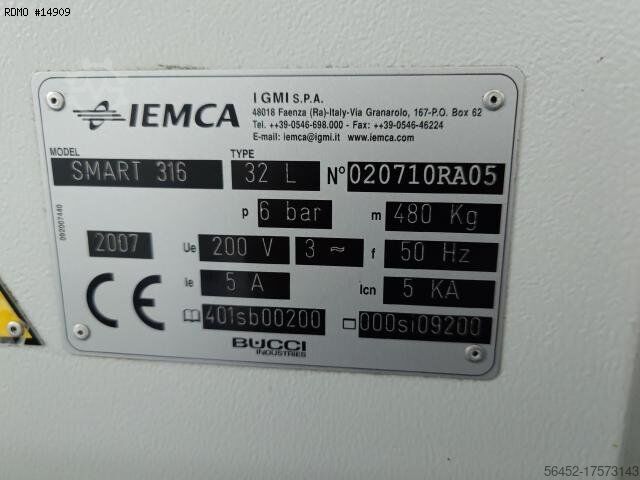 RDMO #14909
IEMCA
I GMI S.P.A.
48018 Faenza (Ra)-Italy-Via Granarolo, 167-P.O. Box 62
Tel. ++39-0546-698.000 - Fax: ++39-0546-46224
E-mail: iemca@igmi.it - www.iemca.com
MODEL SMART 316 TYPE 32 L N° 020710RA05
p 6 bar m 480 Kg
2007 Ue 200 V 3 ~ f 50 Hz
CE Ie 5 A Icn 5 KA
401sb00200 000si09200
BUCCI
INDUSTRIES
092007440
56452-17573143